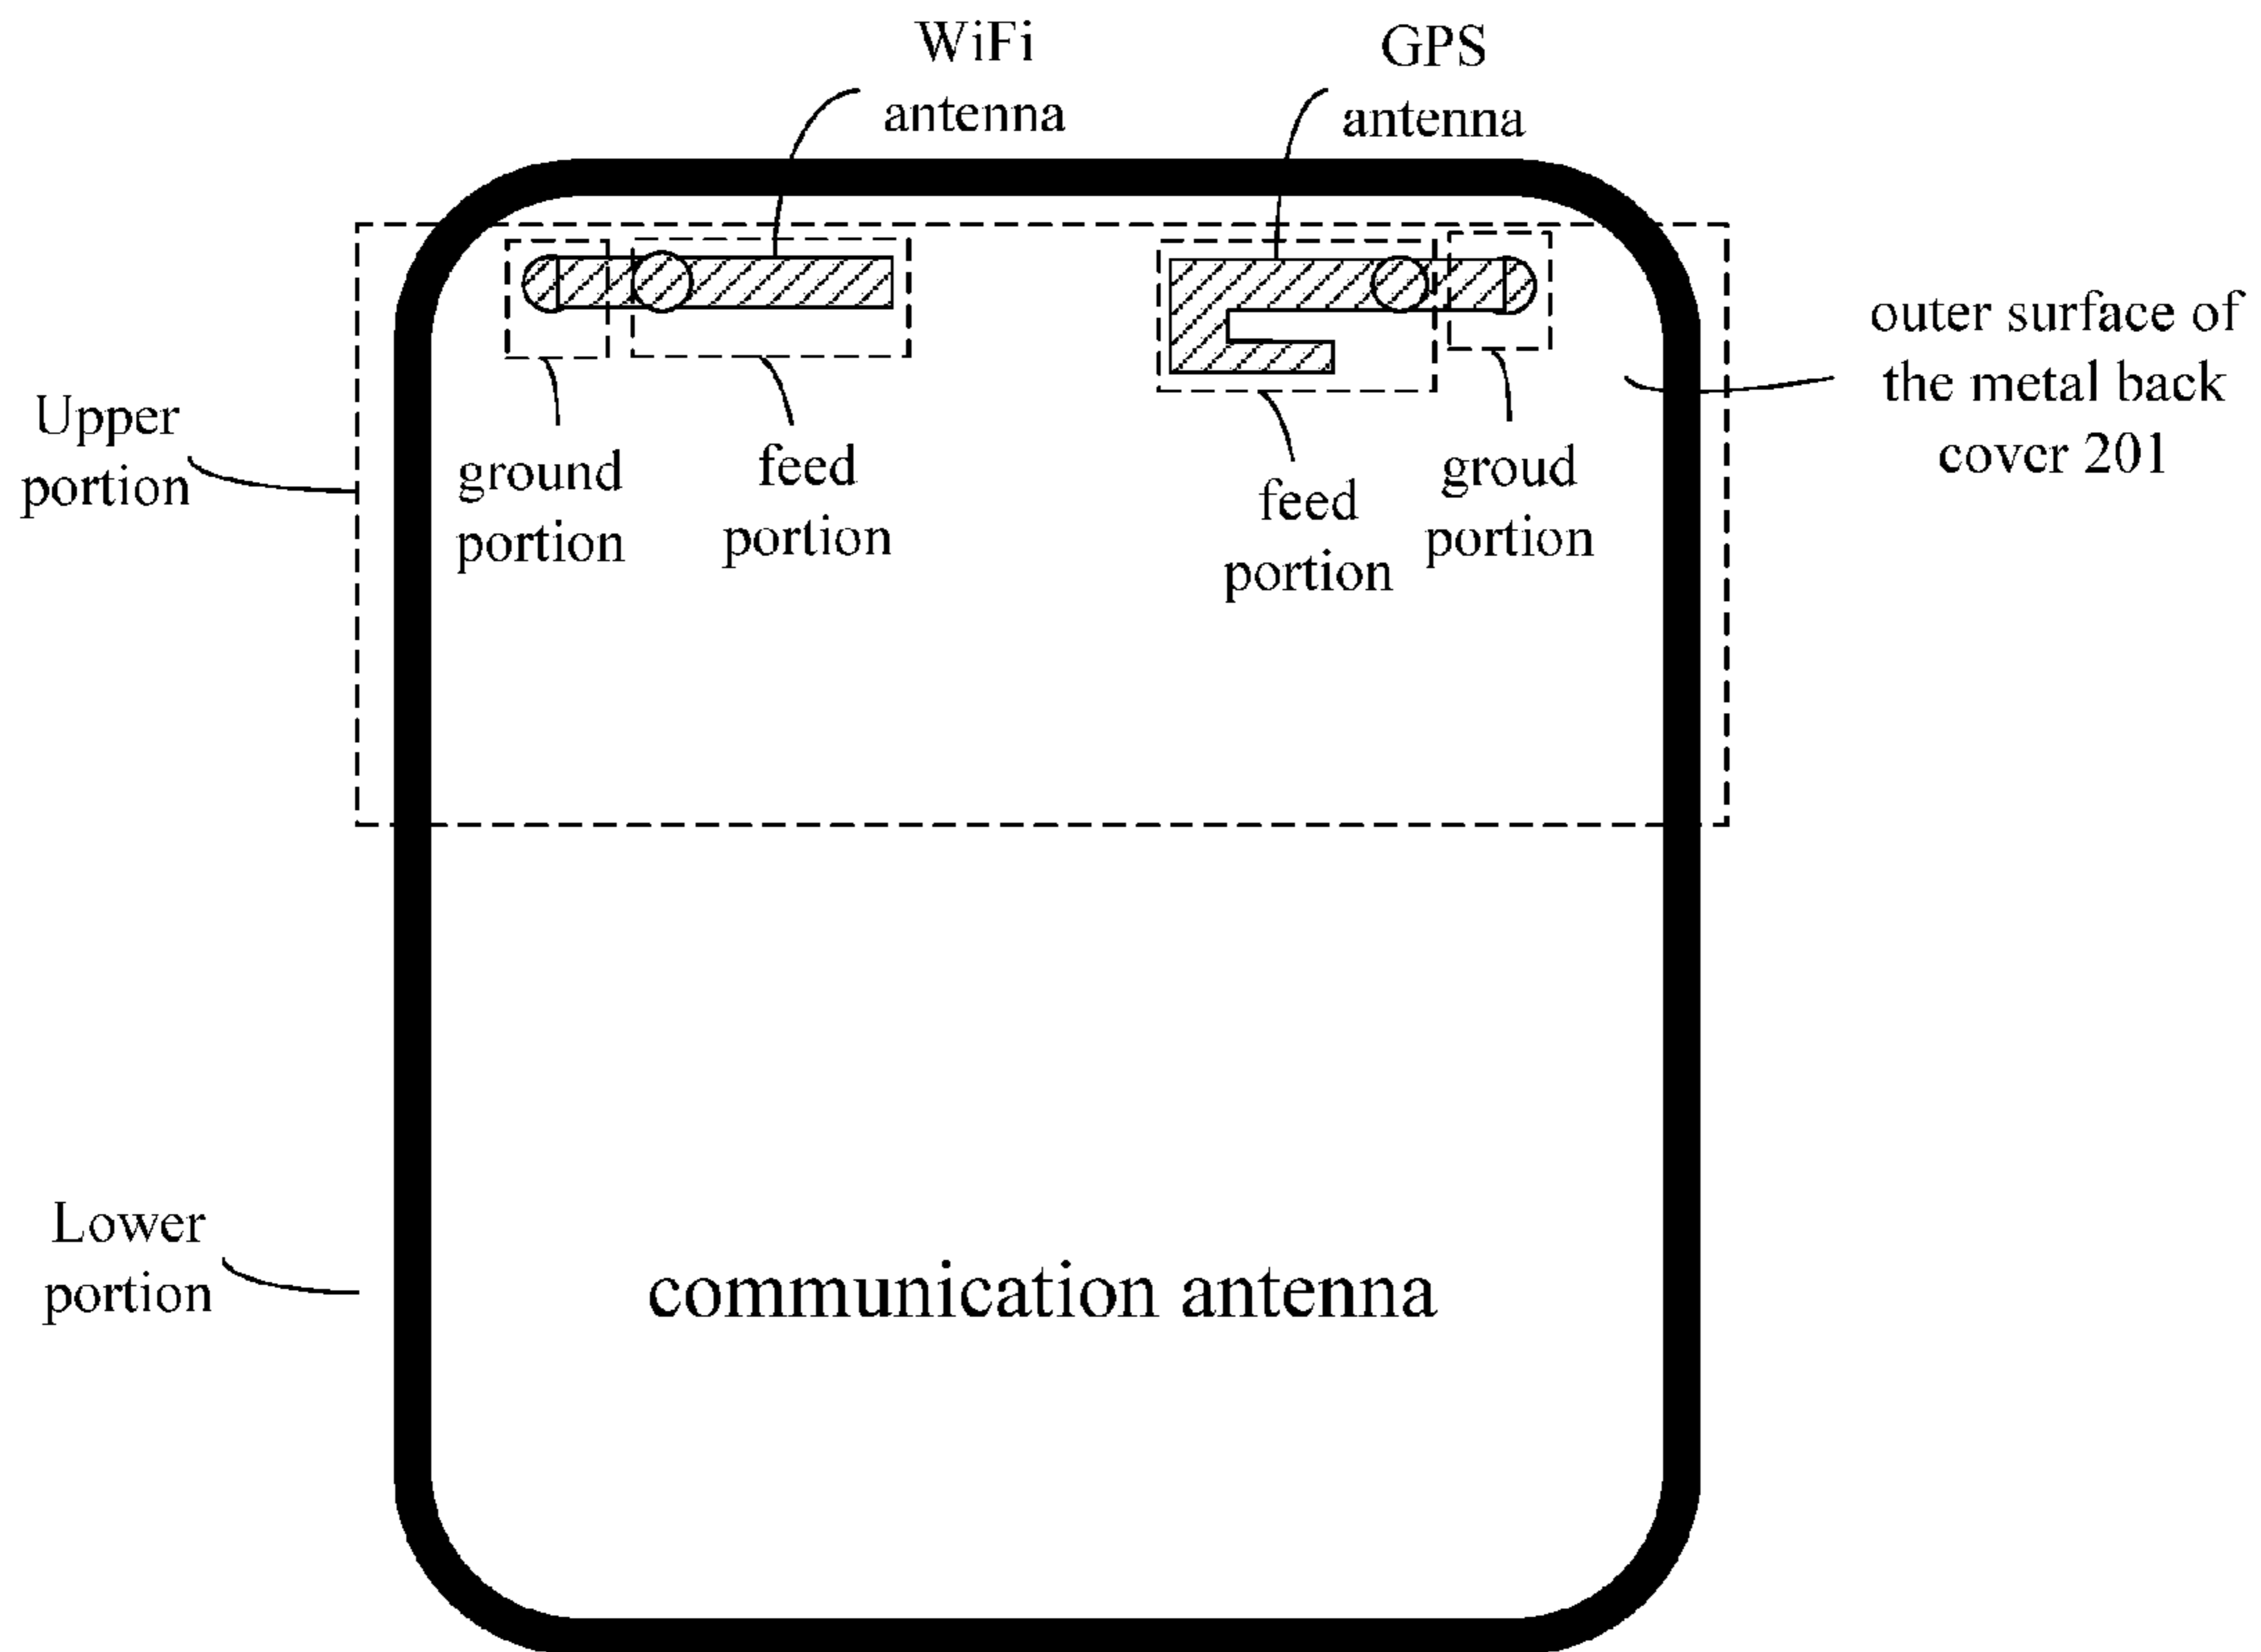 WiFi
antenna
GPS
antenna
outer surface of
the metal back
cover 201
Upper
portion
ground
portion
feed
portion
feed
portion
groud
portion
Lower
portion
communication antenna